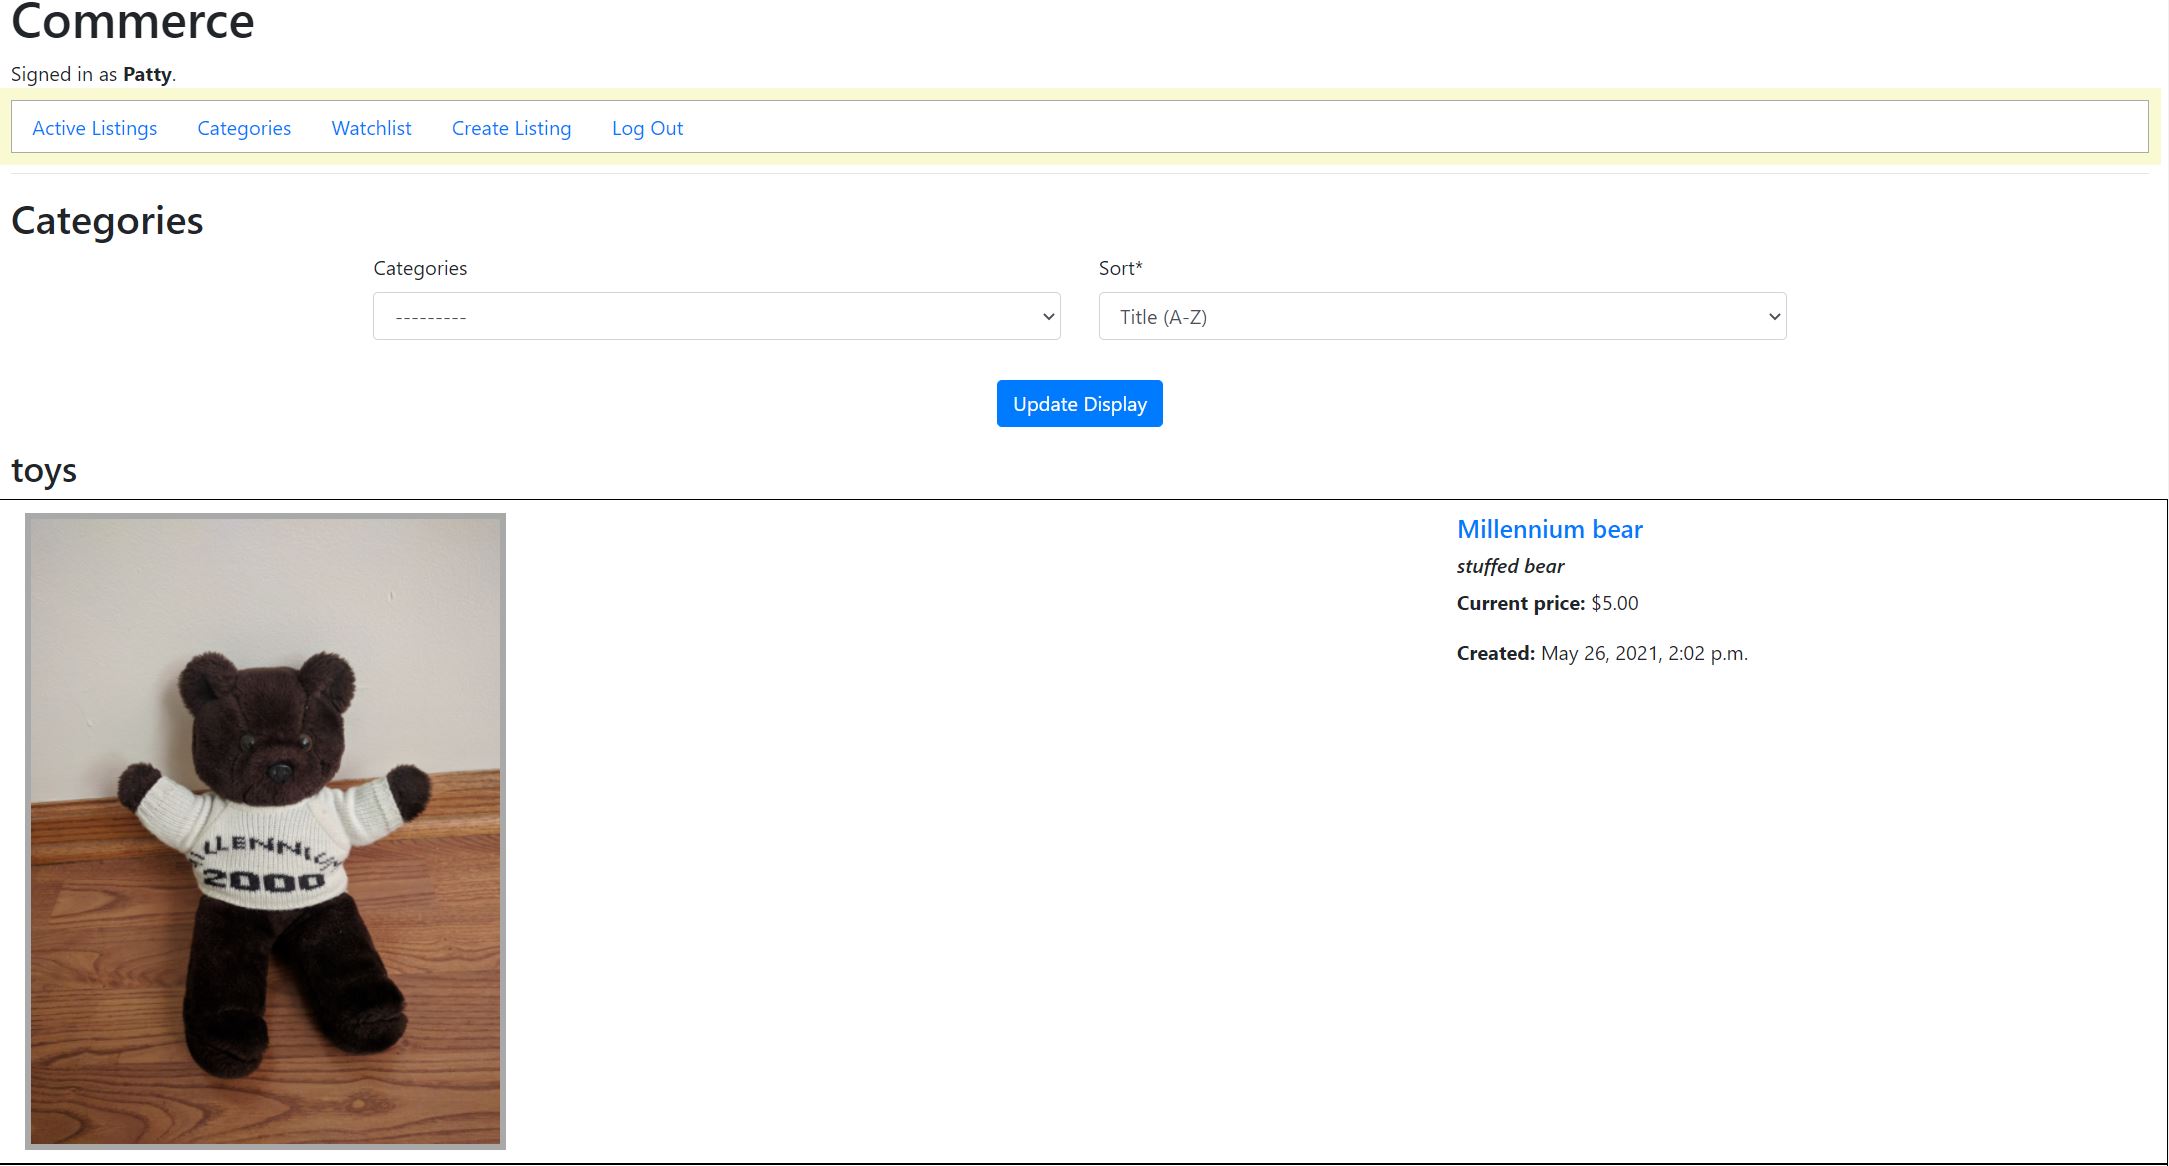 Commerce
Signed in as Patty.
Active Listings Categories Watchlist Create Listing Log Out
Categories
Categories Sort*
--------- Title (A-Z)
Update Display
toys
Millennium bear
stuffed bear
Current price: $5.00
Created: May 26, 2021, 2:02 p.m.
MILLENNIUM
2000